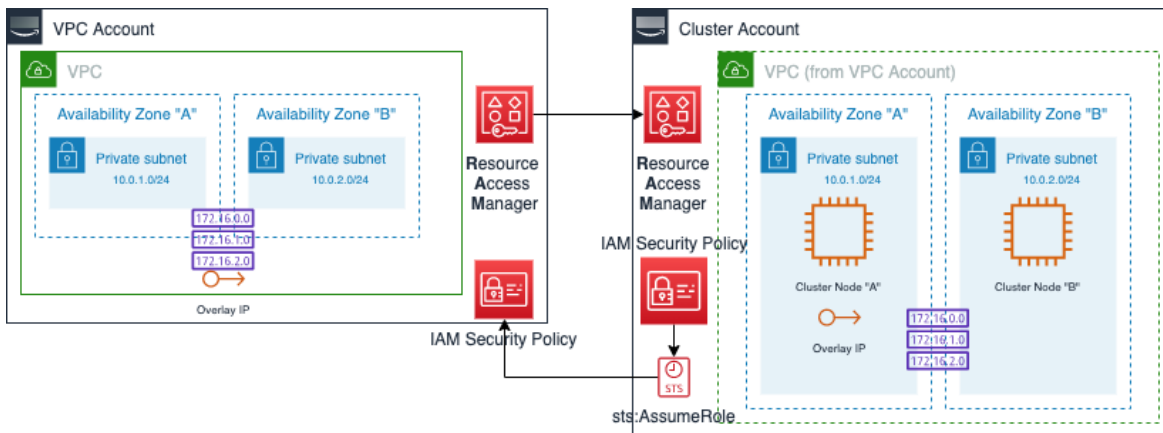 VPC Account
VPC
Availability Zone "A"
Availability Zone "B"
Private subnet
10.0.1.0/24
Private subnet
10.0.2.0/24
172.16.0.0
172.16.1.0
172.16.2.0
Overlay IP
Resource
Access
Manager
IAM Security Policy
Cluster Account
Resource
Access
Manager
IAM Security Policy
STS
sts:AssumeRole
VPC (from VPC Account)
Availability Zone "A"
Availability Zone "B"
Private subnet
10.0.1.0/24
Private subnet
10.0.2.0/24
Cluster Node "A"
Cluster Node "B"
Overlay IP
172.16.0.0
172.16.1.0
172.16.2.0